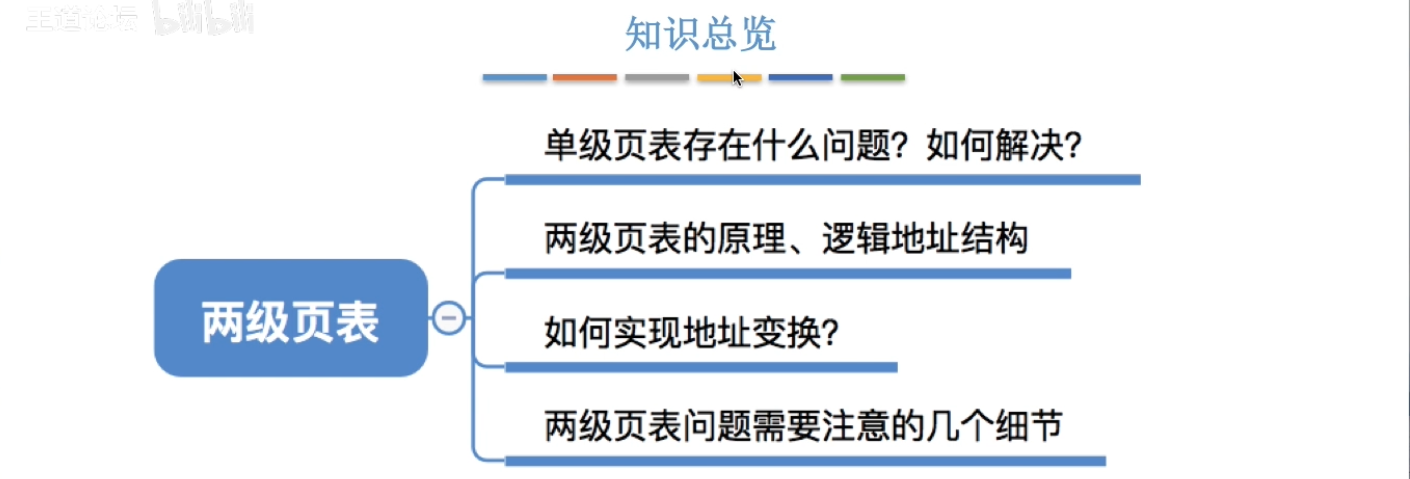 王道论坛 bilibili
知识总览
单级页表存在什么问题？如何解决？
两级页表的原理、逻辑地址结构
两级页表
如何实现地址变换？
两级页表问题需要注意的几个细节